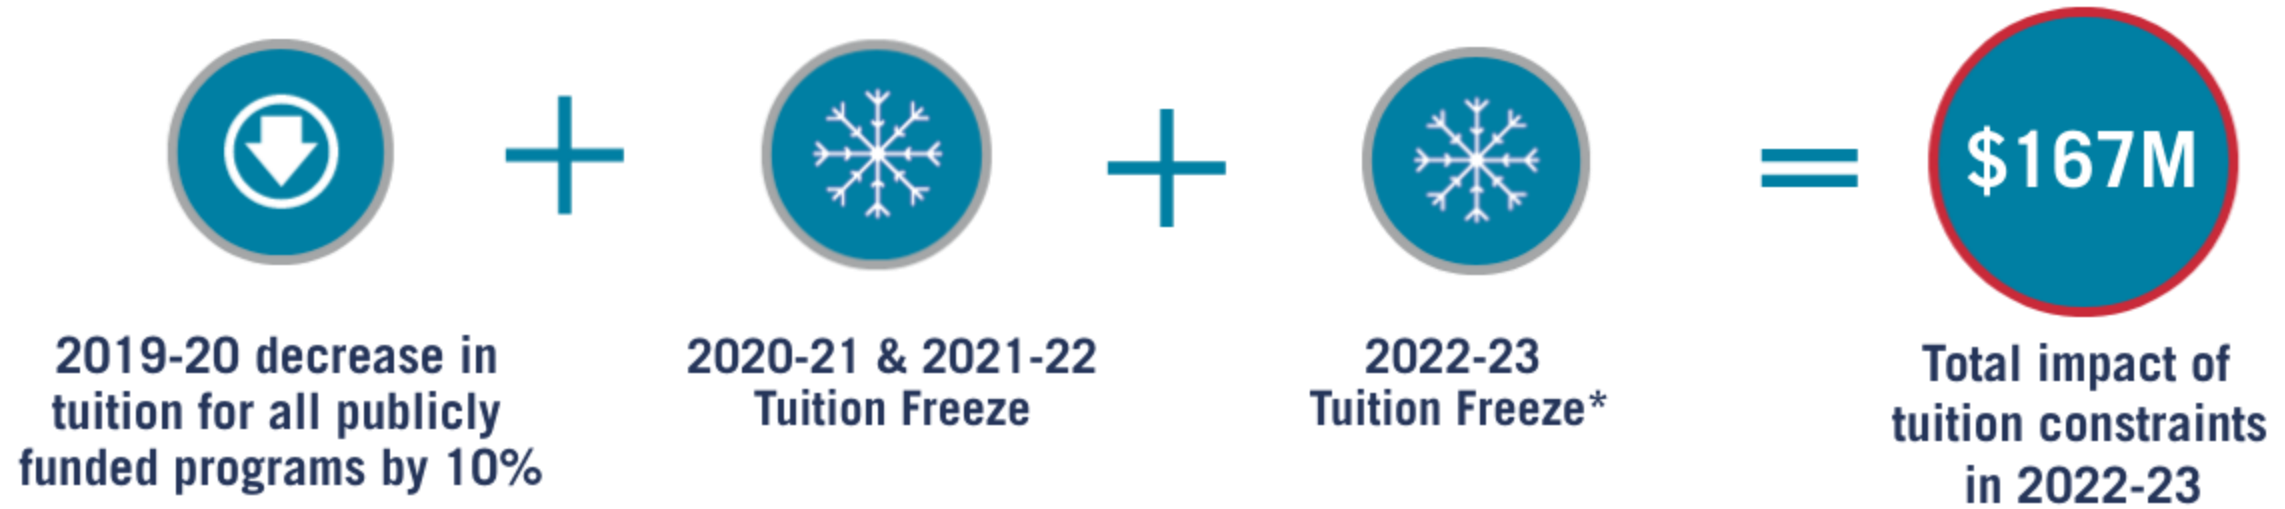 2019-20 decrease in
tuition for all publicly
funded programs by 10%
+
2020-21 & 2021-22
Tuition Freeze
+
2022-23
Tuition Freeze*
=
$167M
Total impact of
tuition constraints
in 2022-23